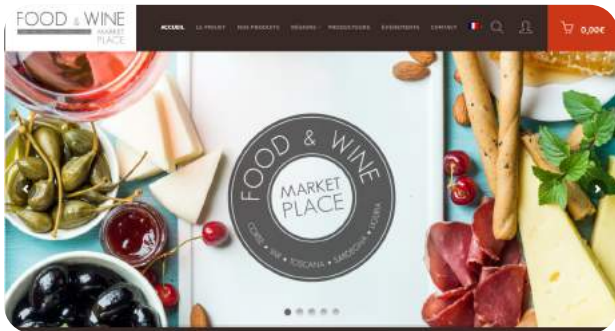 FOOD & WINE
MARKET
PLACE
ACCUEIL LE PROJET NOS PRODUITS RÉGIONS PRODUCTEURS ÉVÉNEMENTS CONTACT
0,00€
FOOD & WINE
MARKET
PLACE
CORSE • VAR • TOSCANA • SARDEGNA • LIGURIA